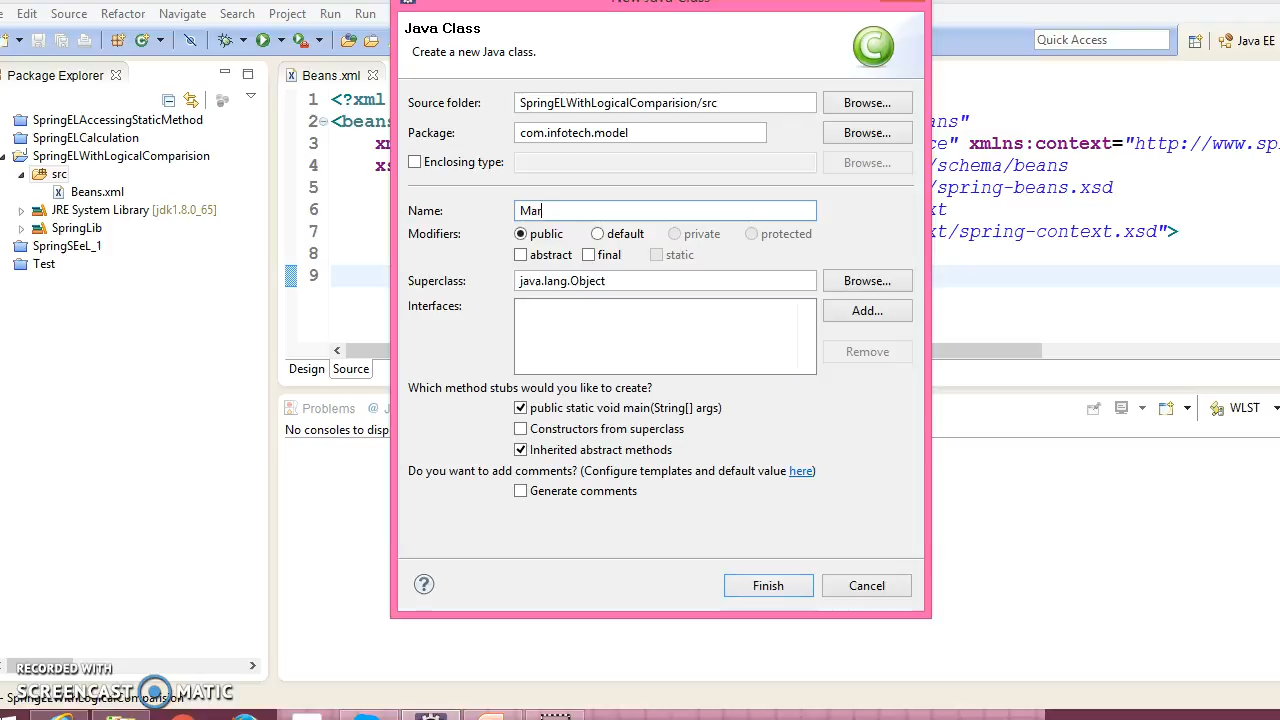 New Java Class
Edit Source Refactor Navigate Search Project Run
Quick Access
Java EE
Java Class
Create a new Java class.
C
Package Explorer
Beans.xml
SpringELAccessingStaticMethod
SpringELCalculation
SpringELWithLogicalComparision
src
Beans.xml
JRE System Library [jdk1.8.0_65]
SpringLib
SpringSEeL_1
Test
1 <?xml
2 <beans ans"
3 xm ce" xmlns:context="http://www.sp
4 xs /schema/beans
5 /spring-beans.xsd
6 xt
7 xt/spring-context.xsd">
8
9
Design Source
Source folder: SpringELWithLogicalComparision/src Browse...
Package: com.infotech.model Browse...
Enclosing type: Browse...
Name: Mar
Modifiers: public default private protected
abstract final static
Superclass: java.lang.Object Browse...
Interfaces: Add...
Remove
Which method stubs would you like to create?
public static void main(String[] args)
Constructors from superclass
Inherited abstract methods
Do you want to add comments? (Configure templates and default value here)
Generate comments
? Finish Cancel
Problems @ J
No consoles to disp
WLST
RECORDED WITH
SCREENCAST MATIC
SpringELWithLogicalComparision